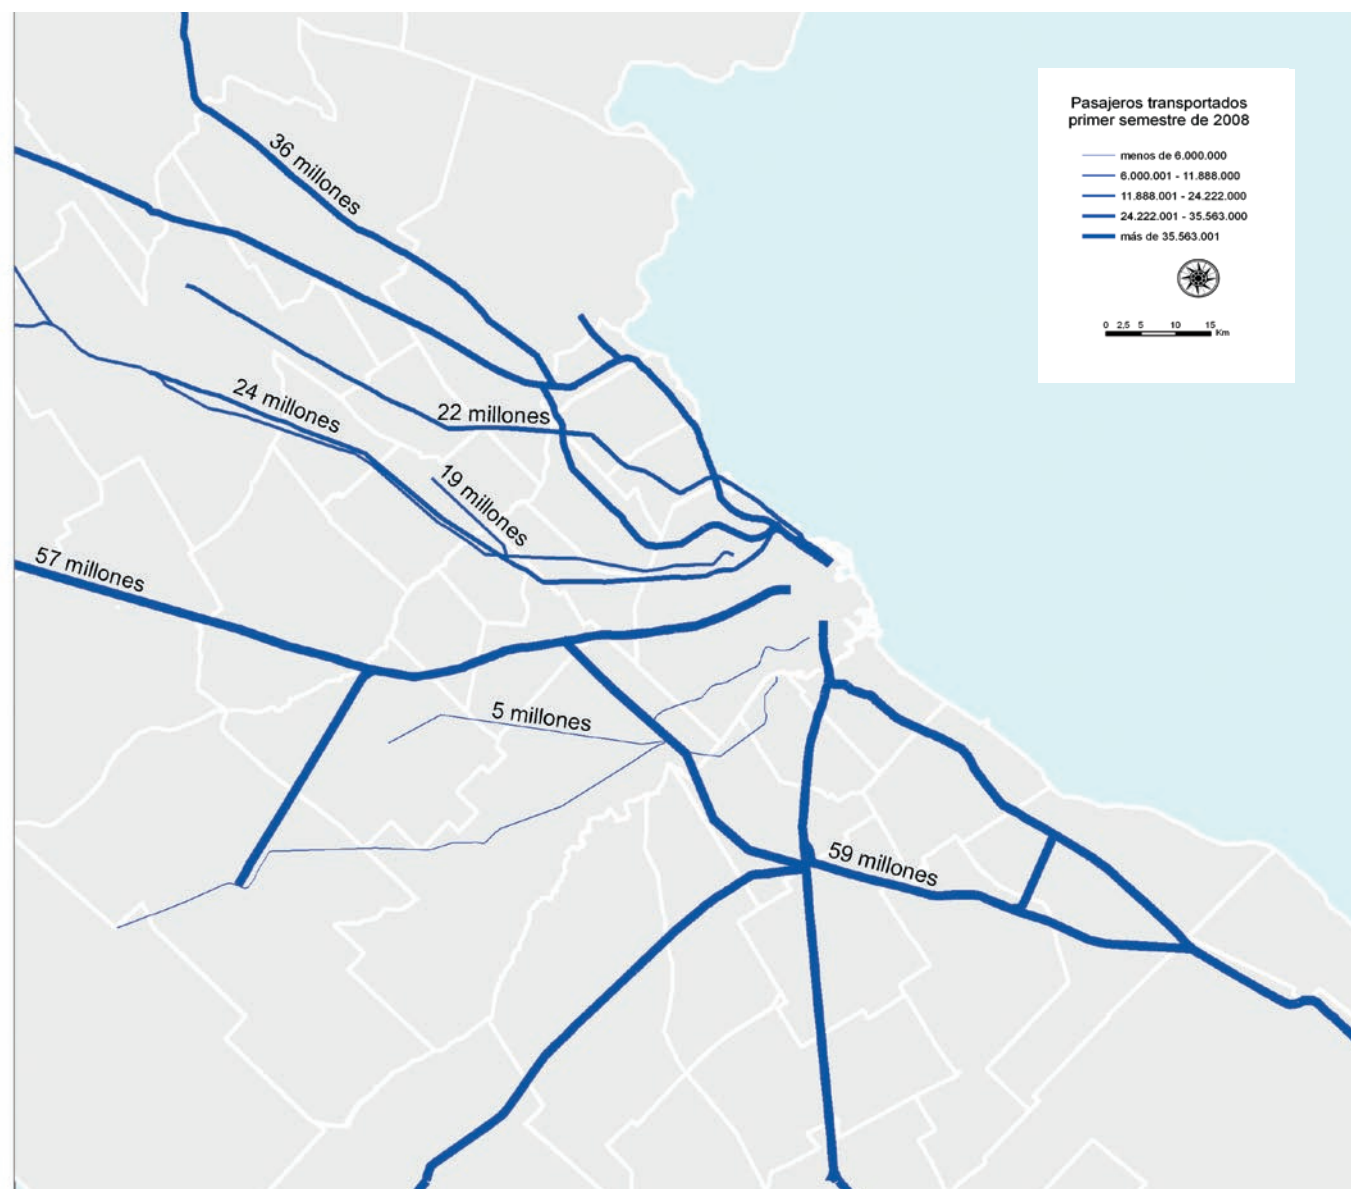 Pasajeros transportados
primer semestre de 2008
menos de 6.000.000
6.000.001 - 11.888.000
11.888.001 - 24.222.000
24.222.001 - 35.563.000
más de 35.563.001
0 2,5 5 10 15
Km
36 millones
24 millones
22 millones
19 millones
57 millones
5 millones
59 millones